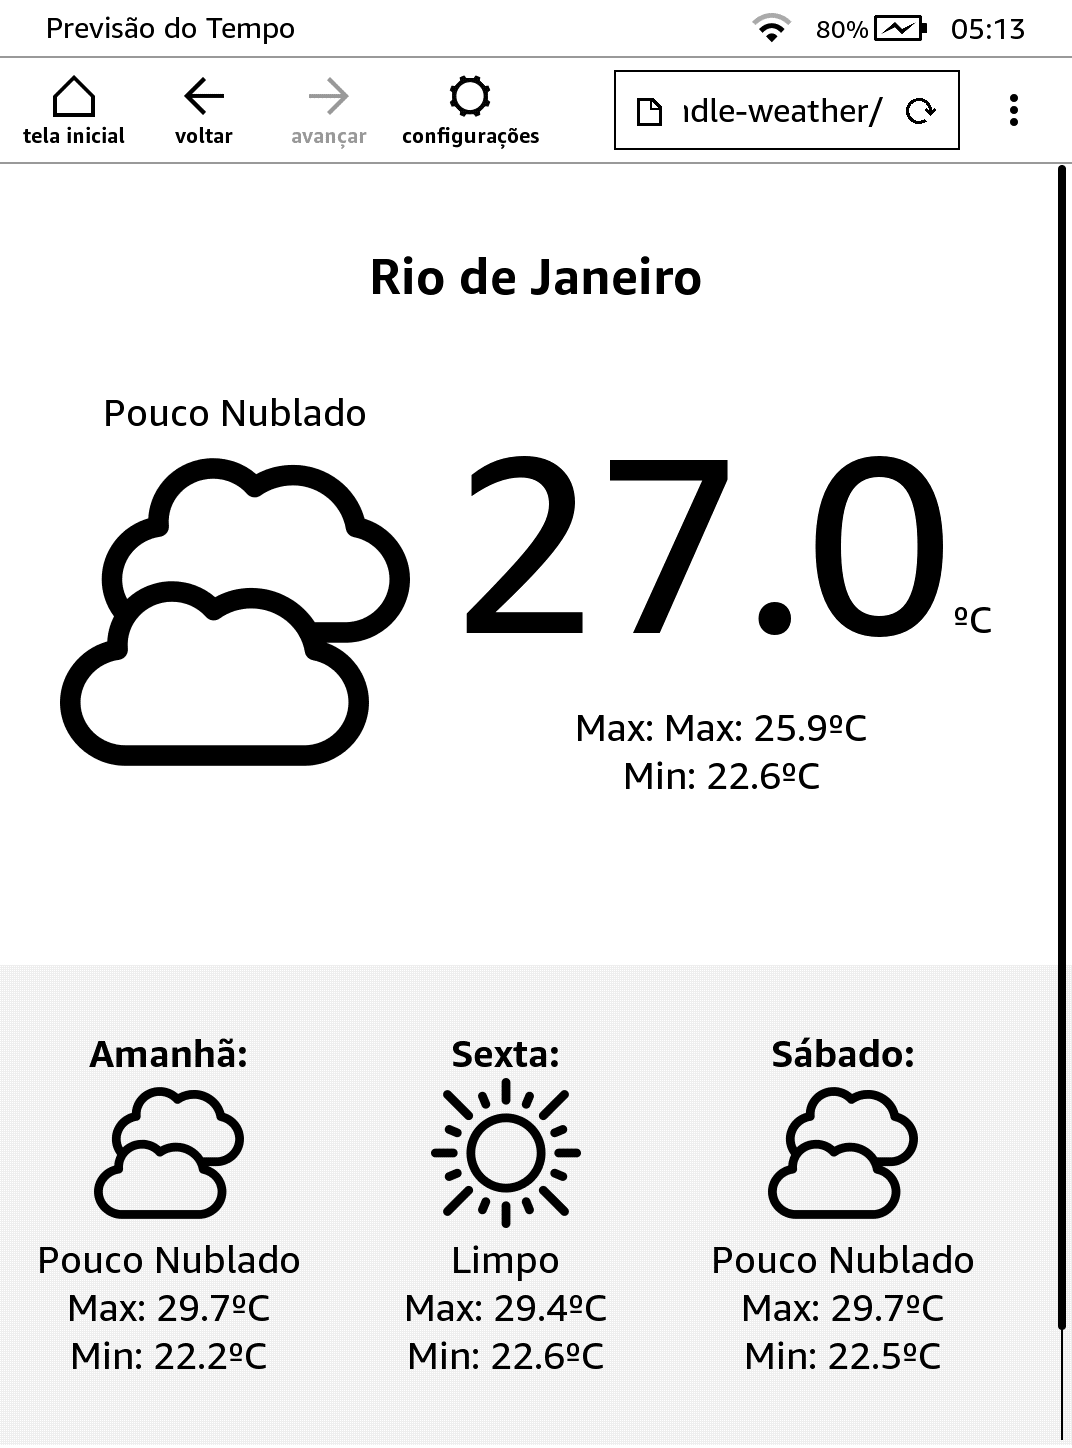 Previsão do Tempo 80% 05:13
tela inicial voltar avançar configurações dle-weather/
Rio de Janeiro
Pouco Nublado
27.0 ºC
Max: Max: 25.9ºC
Min: 22.6ºC
Amanhã: Sexta: Sábado:
Pouco Nublado Limpo Pouco Nublado
Max: 29.7ºC Max: 29.4ºC Max: 29.7ºC
Min: 22.2ºC Min: 22.6ºC Min: 22.5ºC